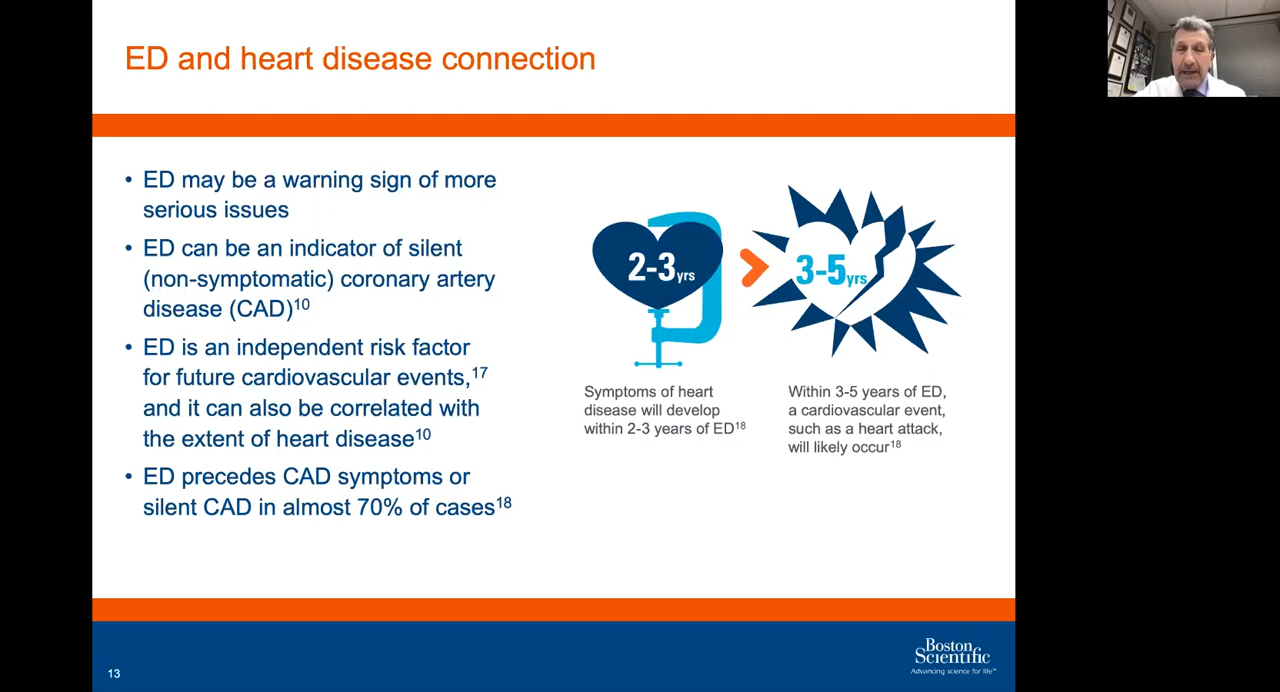 ED and heart disease connection
• ED may be a warning sign of more
serious issues
• ED can be an indicator of silent
(non-symptomatic) coronary artery
disease (CAD)10
• ED is an independent risk factor
for future cardiovascular events,17
and it can also be correlated with
the extent of heart disease10
• ED precedes CAD symptoms or
silent CAD in almost 70% of cases18
2-3yrs
Symptoms of heart
disease will develop
within 2-3 years of ED18
3-5yrs
Within 3-5 years of ED,
a cardiovascular event,
such as a heart attack,
will likely occur18
13
Boston
Scientific
Advancing science for life™